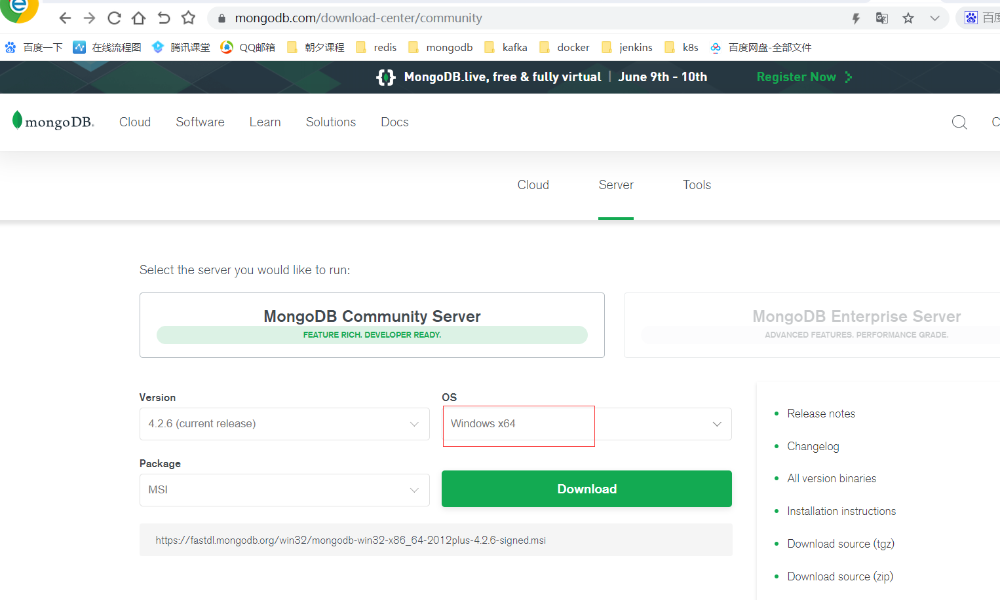 mongodb.com/download-center/community
百度一下 在线流程图 腾讯课堂 QQ邮箱 朝夕课程 redis mongodb kafka docker jenkins k8s 百度网盘-全部文件
MongoDB.live, free & fully virtual | June 9th - 10th Register Now
mongoDB. Cloud Software Learn Solutions Docs
Cloud Server Tools
Select the server you would like to run:
MongoDB Community Server
FEATURE RICH. DEVELOPER READY.
MongoDB Enterprise Server
ADVANCED FEATURES. PERFORMANCE GRADE.
Version
4.2.6 (current release)
OS
Windows x64
Package
MSI
Download
https://fastdl.mongodb.org/win32/mongodb-win32-x86_64-2012plus-4.2.6-signed.msi
Release notes
Changelog
All version binaries
Installation instructions
Download source (tgz)
Download source (zip)